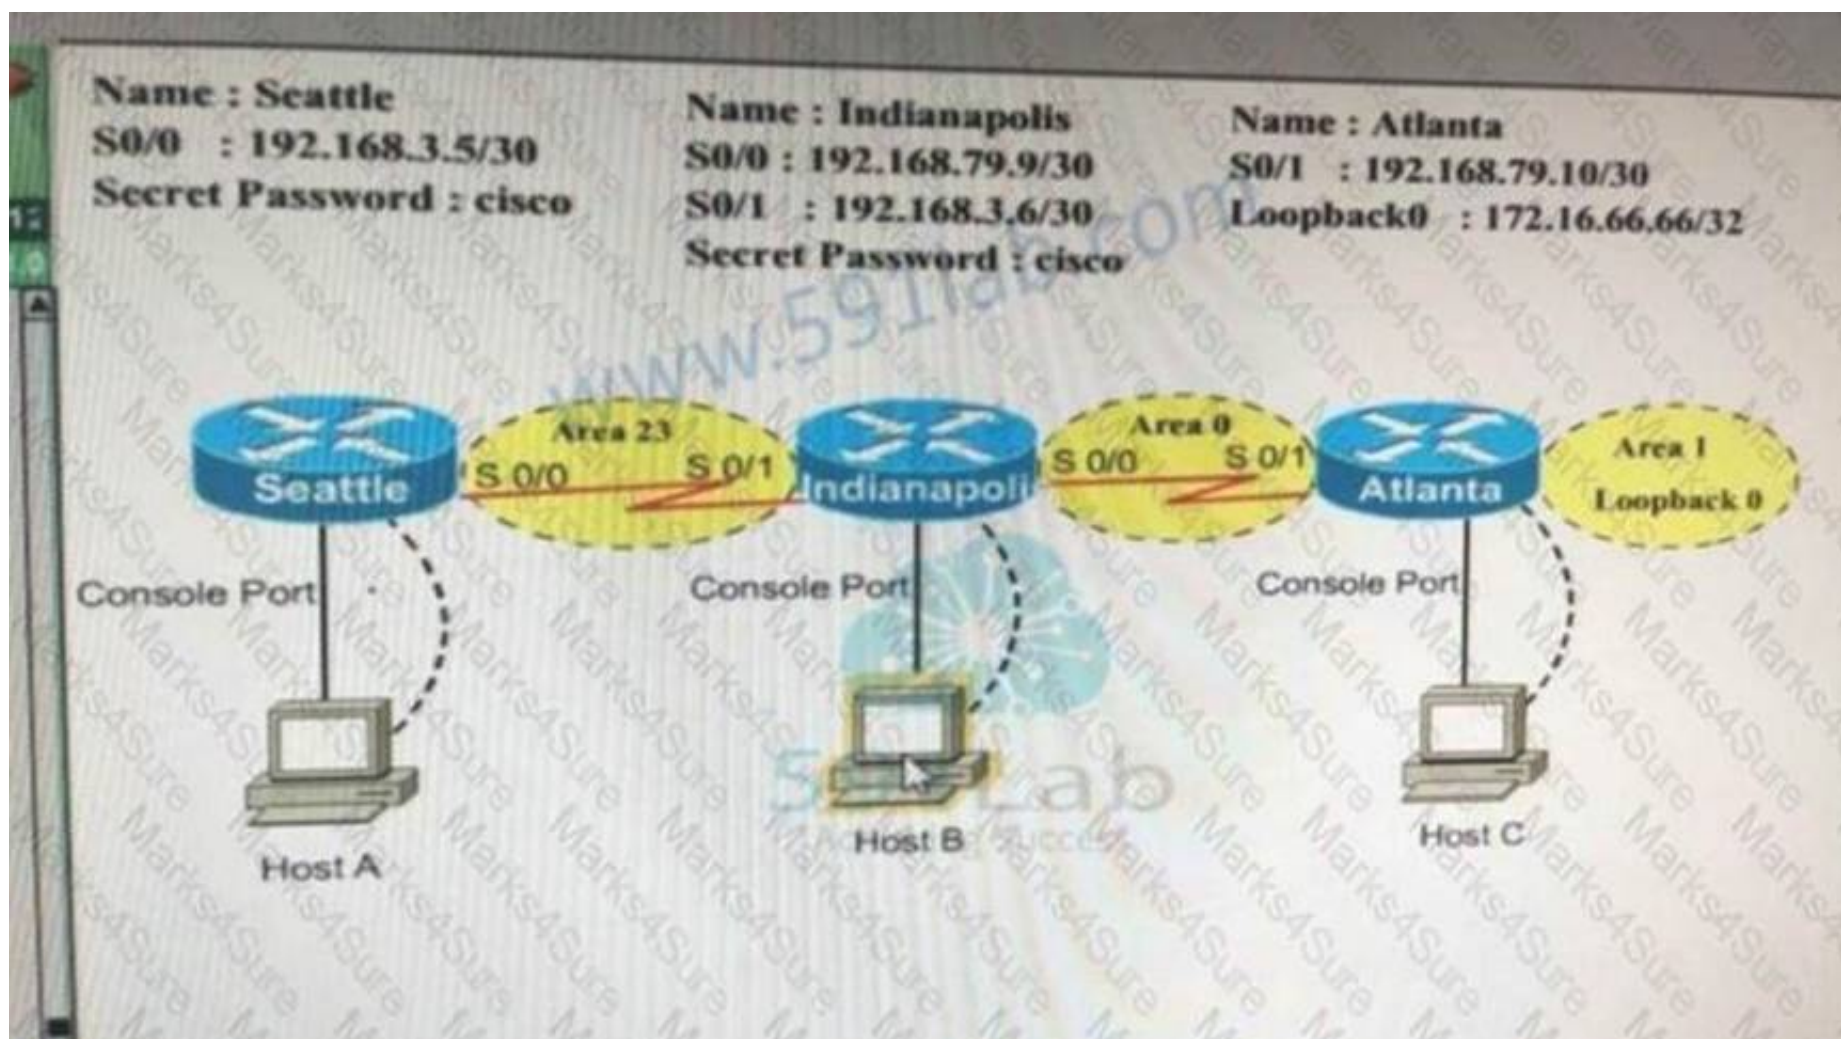 Name : Seattle
S0/0 : 192.168.3.5/30
Secret Password : cisco
Name : Indianapolis
S0/0 : 192.168.79.9/30
S0/1 : 192.168.3.6/30
Secret Password : cisco
Name : Atlanta
S0/1 : 192.168.79.10/30
Loopback0 : 172.16.66.66/32
www.591lab.com
Area 23
S 0/0
S 0/1
Seattle
Indianapoli
Area 0
S 0/0
S 0/1
Atlanta
Area 1
Loopback 0
Console Port
Console Port
Console Port
Host A
Host B
Host C
Lab
Marks4Sure